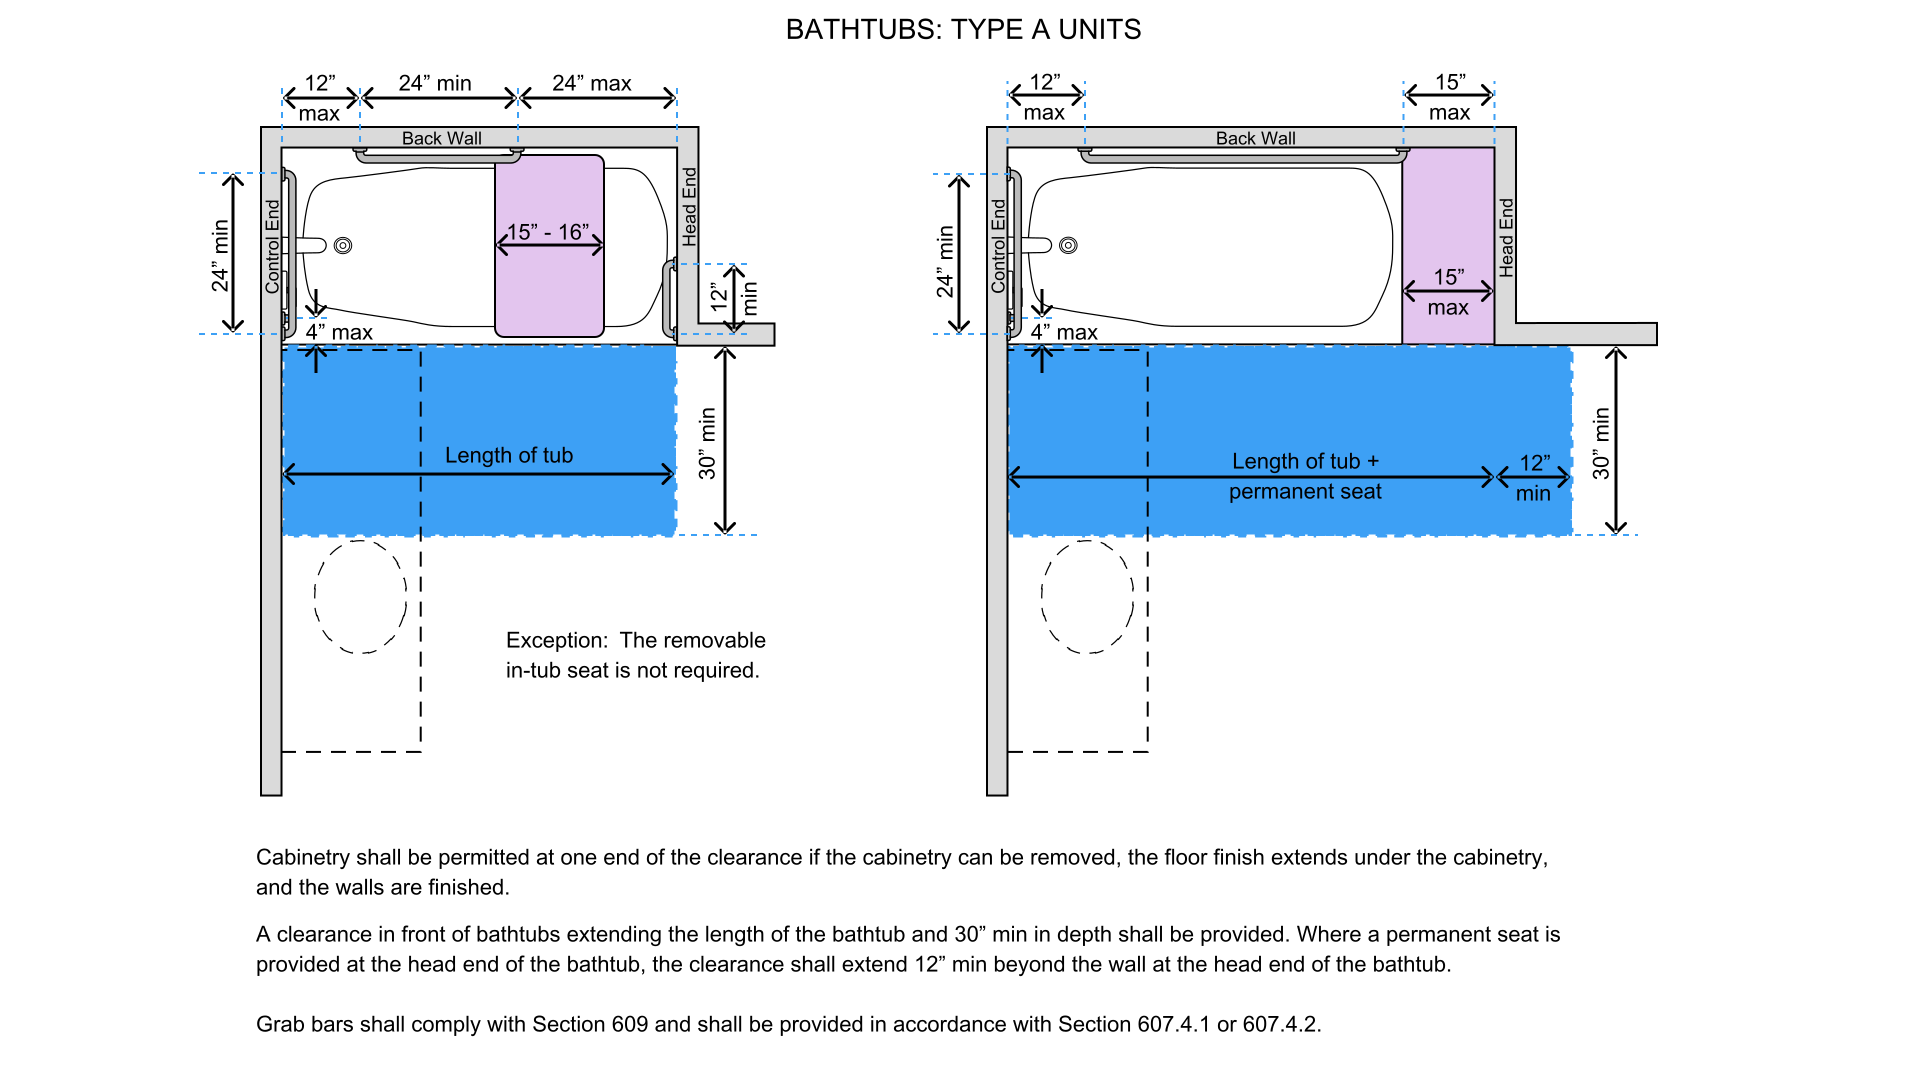 BATHTUBS: TYPE A UNITS
12”
max
24” min
24” max
Back Wall
Control End
Head End
24” min
15” - 16”
12”
min
4” max
Length of tub
30” min
Exception:  The removable
in-tub seat is not required.
12”
max
15”
max
Back Wall
Control End
Head End
24” min
15”
max
4” max
Length of tub +
permanent seat
12”
min
30” min
Cabinetry shall be permitted at one end of the clearance if the cabinetry can be removed, the floor finish extends under the cabinetry,
and the walls are finished.
A clearance in front of bathtubs extending the length of the bathtub and 30” min in depth shall be provided. Where a permanent seat is
provided at the head end of the bathtub, the clearance shall extend 12” min beyond the wall at the head end of the bathtub.
Grab bars shall comply with Section 609 and shall be provided in accordance with Section 607.4.1 or 607.4.2.